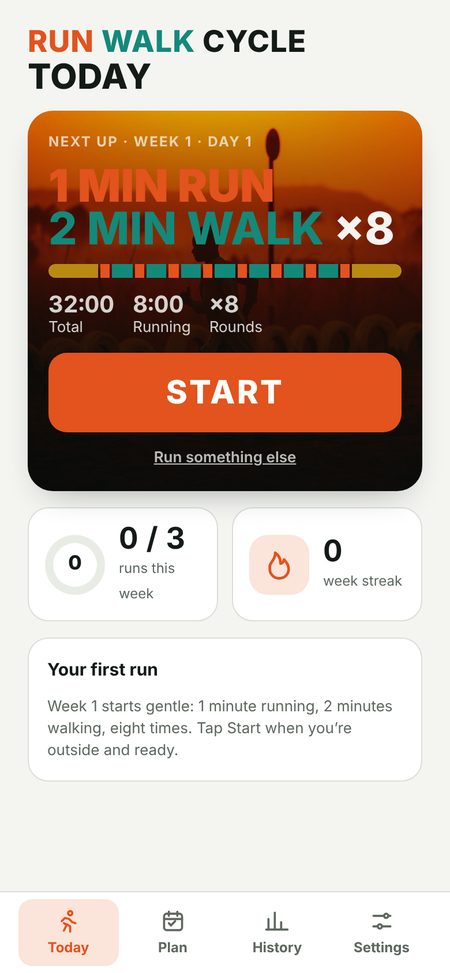 RUN WALK CYCLE
TODAY
NEXT UP · WEEK 1 · DAY 1
1 MIN RUN
2 MIN WALK ×8
32:00 8:00 ×8
Total Running Rounds
START
Run something else
0
0 / 3
runs this
week
0
week streak
Your first run
Week 1 starts gentle: 1 minute running, 2 minutes
walking, eight times. Tap Start when you’re
outside and ready.
Today Plan History Settings